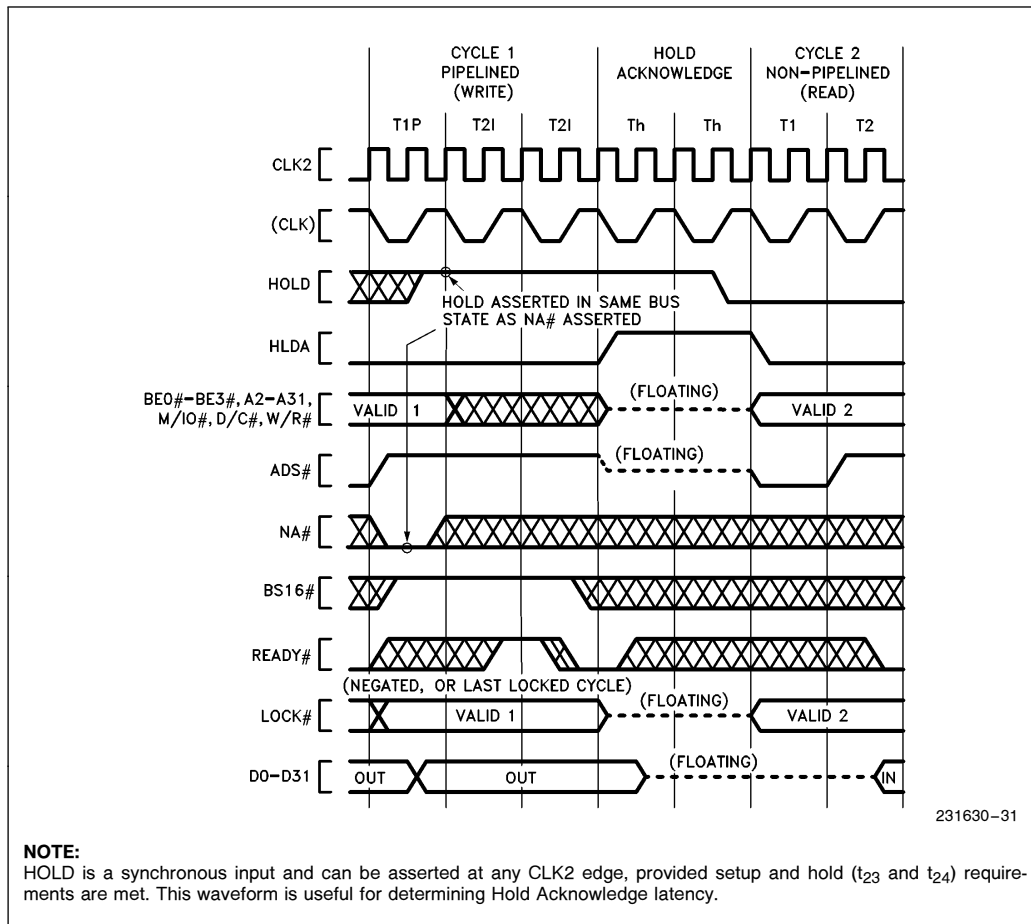 CYCLE 1
PIPELINED
(WRITE)
HOLD
ACKNOWLEDGE
CYCLE 2
NON-PIPELINED
(READ)
T1P T2I T2I Th Th T1 T2
CLK2
(CLK)
HOLD
HOLD ASSERTED IN SAME BUS
STATE AS NA# ASSERTED
HLDA
BE0#-BE3#, A2-A31,
M/IO#, D/C#, W/R#
VALID 1
(FLOATING)
VALID 2
ADS#
(FLOATING)
NA#
BS16#
READY#
(NEGATED, OR LAST LOCKED CYCLE)
LOCK#
VALID 1
(FLOATING)
VALID 2
D0-D31
OUT
OUT
(FLOATING)
IN
231630-31
NOTE:
HOLD is a synchronous input and can be asserted at any CLK2 edge, provided setup and hold (t23 and t24) require-
ments are met. This waveform is useful for determining Hold Acknowledge latency.